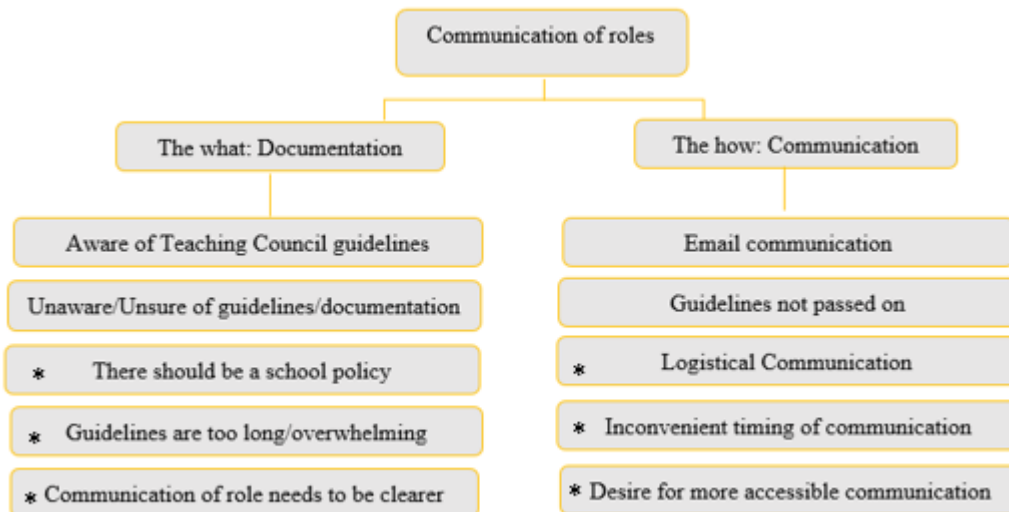 Communication of roles
The what: Documentation
The how: Communication
Aware of Teaching Council guidelines
Unaware/Unsure of guidelines/documentation
* There should be a school policy
* Guidelines are too long/overwhelming
* Communication of role needs to be clearer
Email communication
Guidelines not passed on
* Logistical Communication
* Inconvenient timing of communication
* Desire for more accessible communication